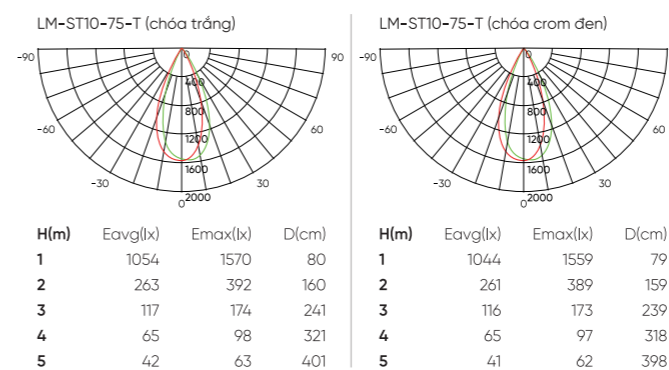 LM-ST10-75-T (chóa trắng)
-90 0 90
400
800
-60 1200 60
1600
-30 30
0 2000
H(m) Eavg(lx) Emax(lx) D(cm)
1 1054 1570 80
2 263 392 160
3 117 174 241
4 65 98 321
5 42 63 401
LM-ST10-75-T (chóa crom đen)
-90 0 90
400
800
-60 1200 60
1600
-30 30
0 2000
H(m) Eavg(lx) Emax(lx) D(cm)
1 1044 1559 79
2 261 389 159
3 116 173 239
4 65 97 318
5 41 62 398